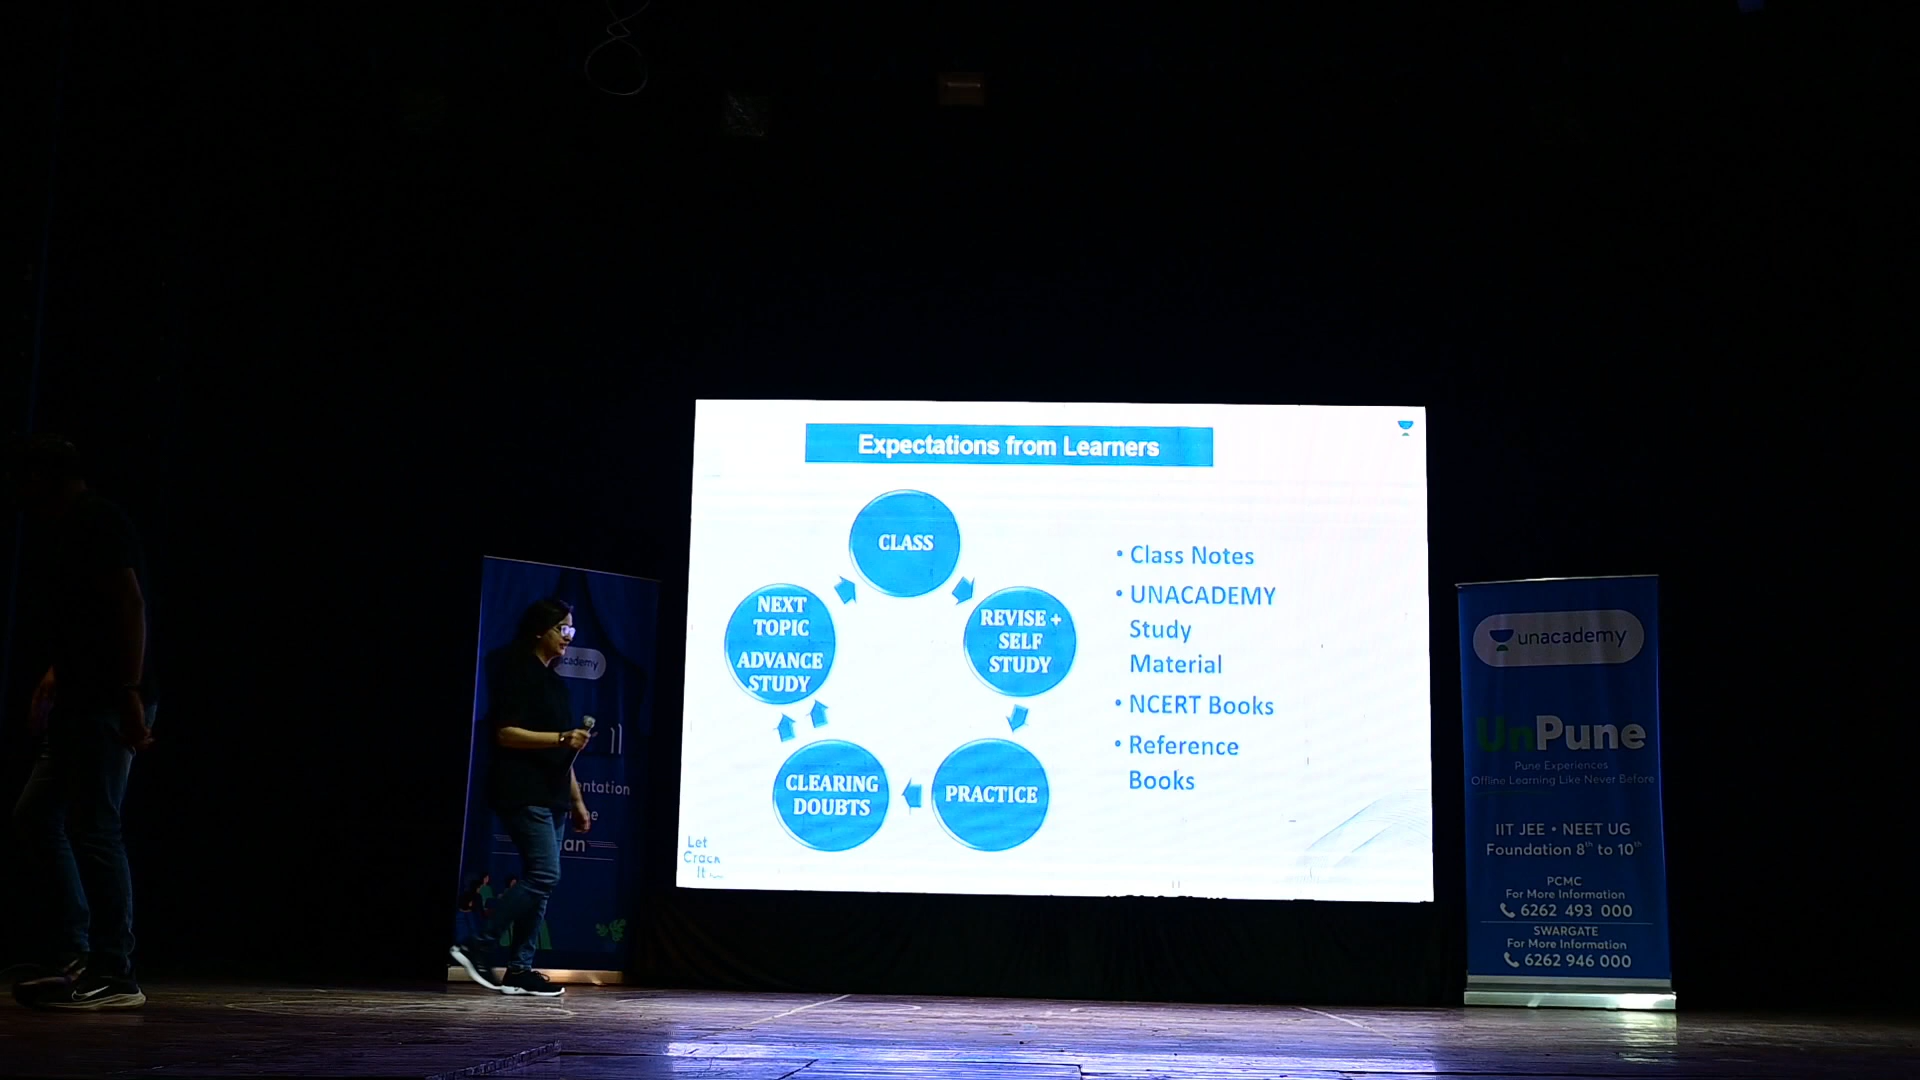 Expectations from Learners
CLASS
REVISE +
SELF
STUDY
PRACTICE
CLEARING
DOUBTS
NEXT
TOPIC
ADVANCE
STUDY
• Class Notes
• UNACADEMY
Study
Material
• NCERT Books
• Reference
Books
Let
Crack
It
unacademy
UnPune
Pune Experiences
Offline Learning Like Never Before
IIT JEE • NEET UG
Foundation 8th to 10th
PCMC
For More Information
6262 493 000
SWARGATE
For More Information
6262 946 000